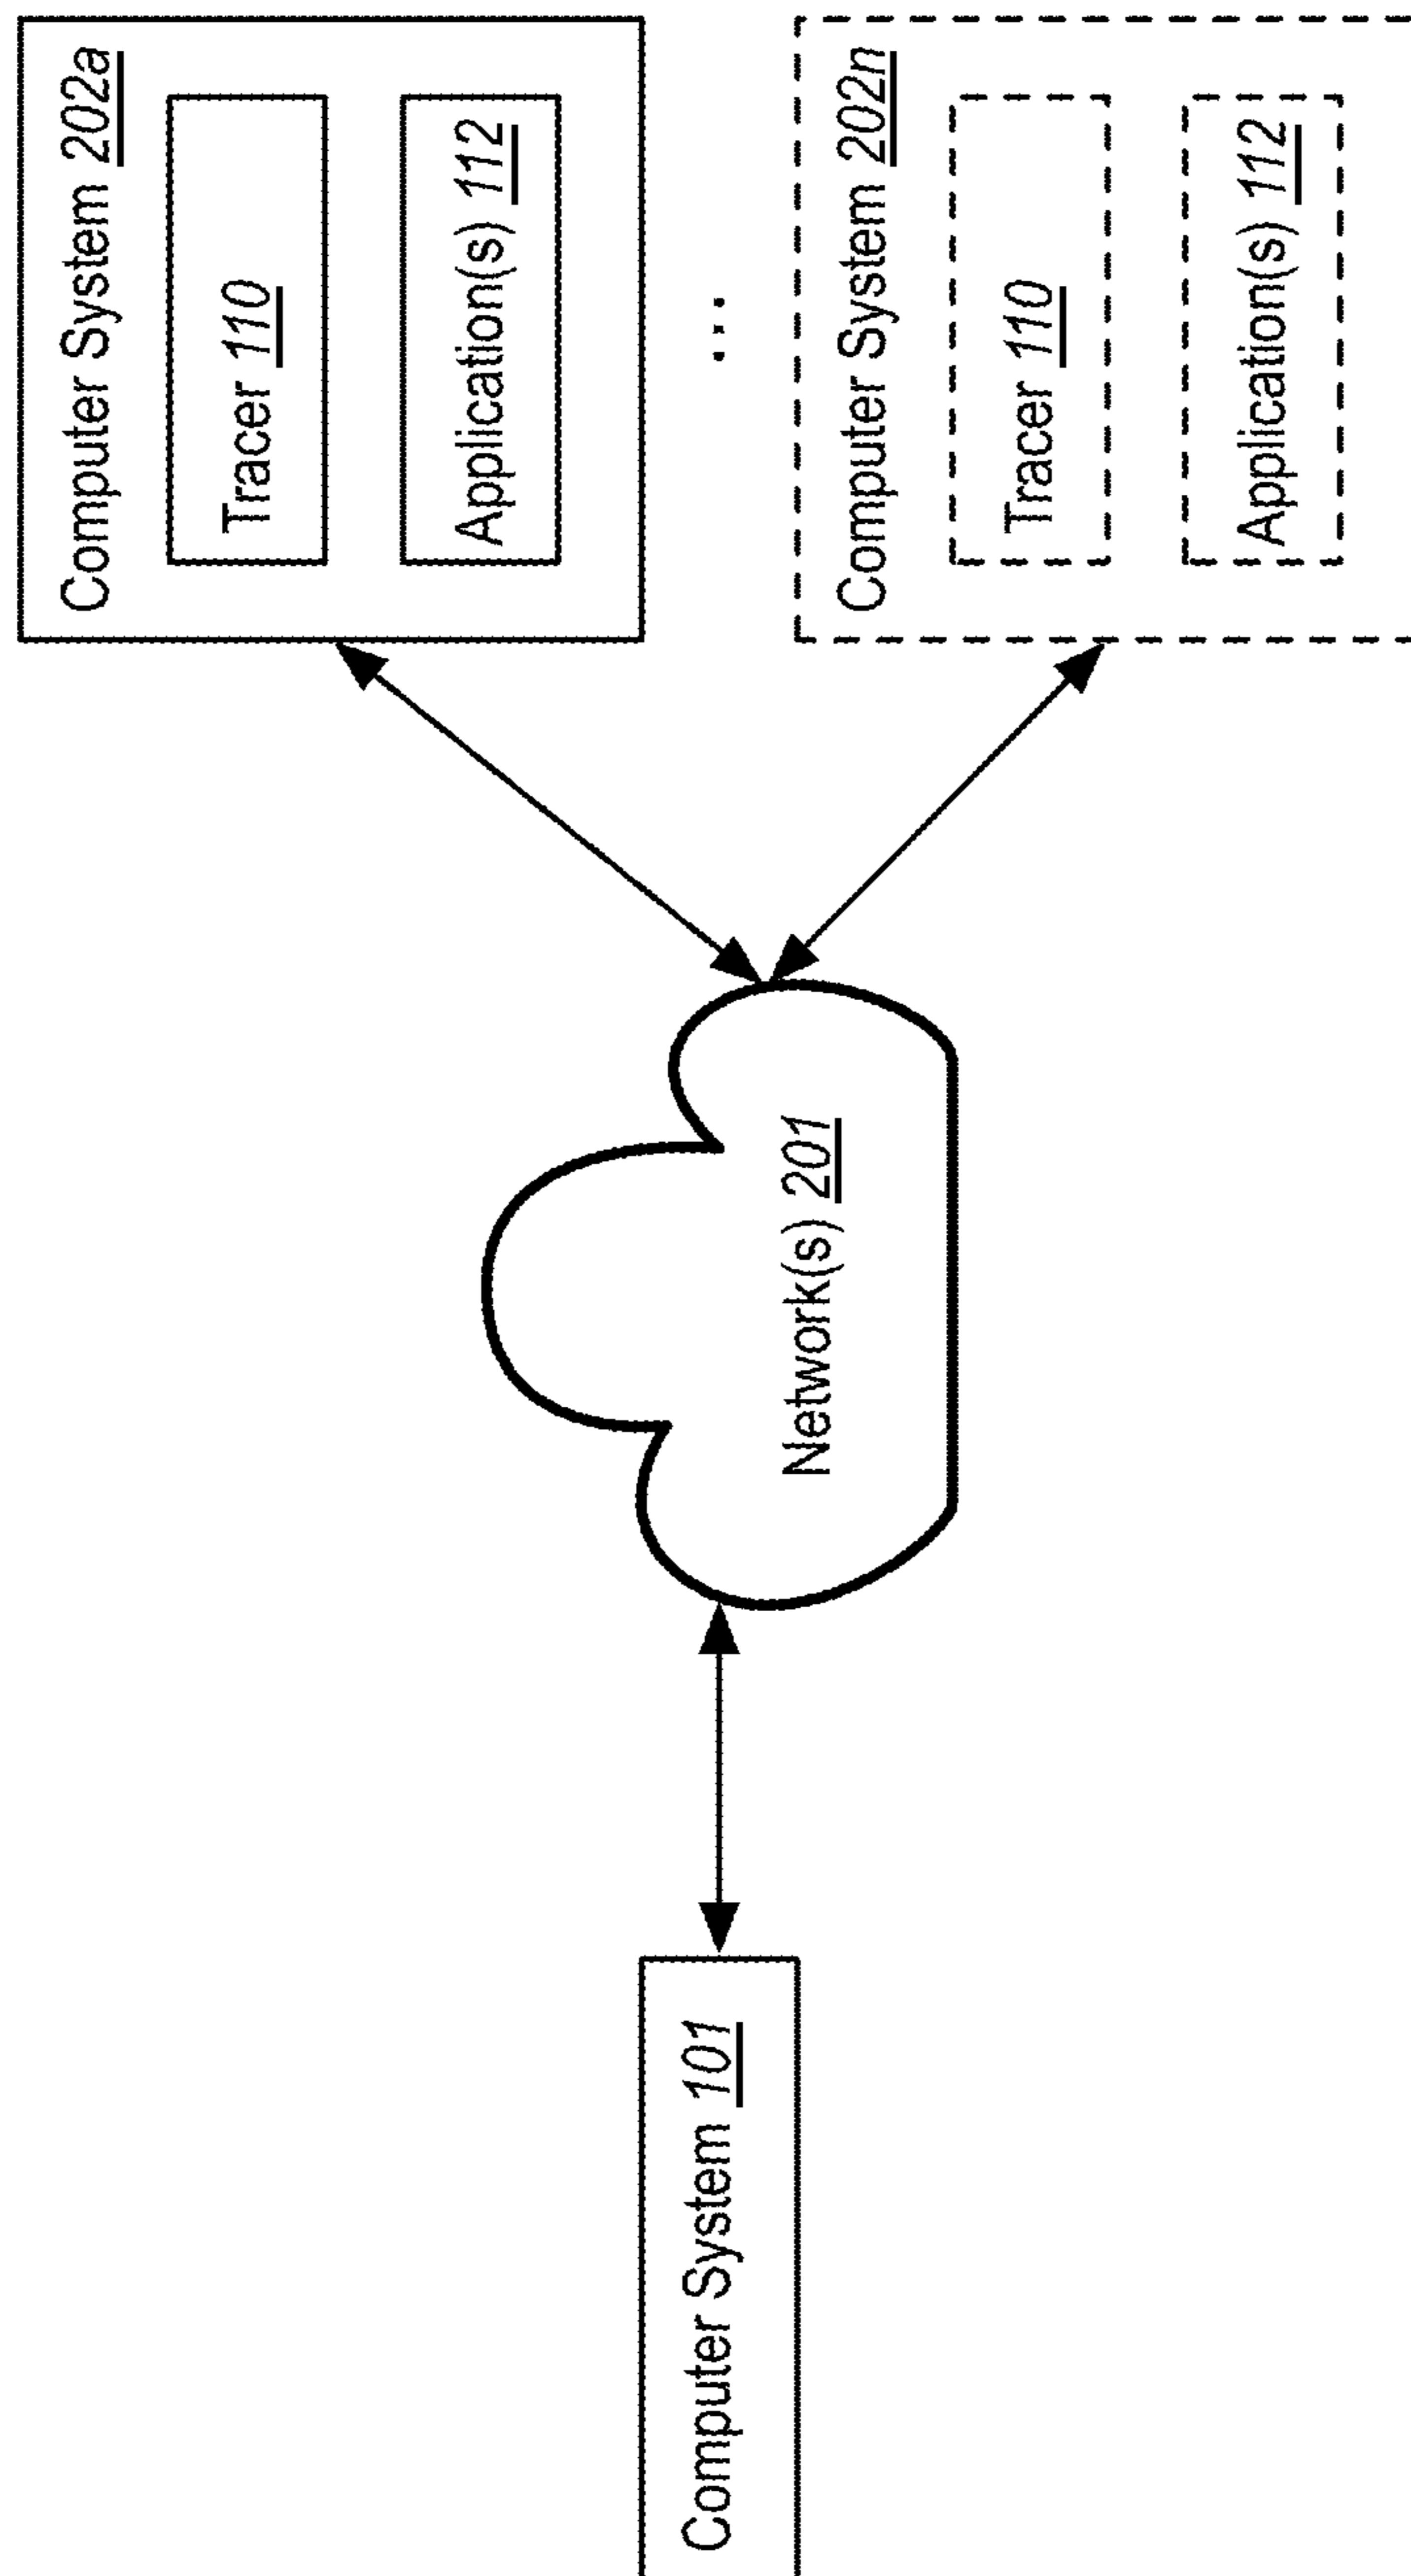 Computer System 101
Network(s) 201
Computer System 202a
Tracer 110
Application(s) 112
...
Computer System 202n
Tracer 110
Application(s) 112